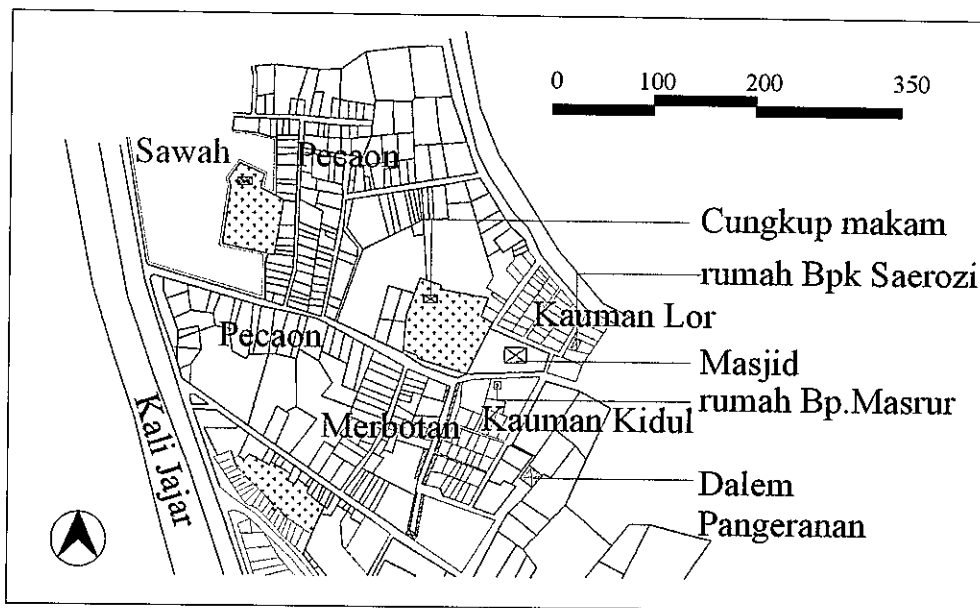 0 100 200 350
Sawah
Pecaon
Cungkup makam
rumah Bpk Saerozi
Kauman Lor
Pecaon
Masjid
rumah Bp.Masrur
Merbotan
Kauman Kidul
Kali Jajar
Dalem
Pangeranan